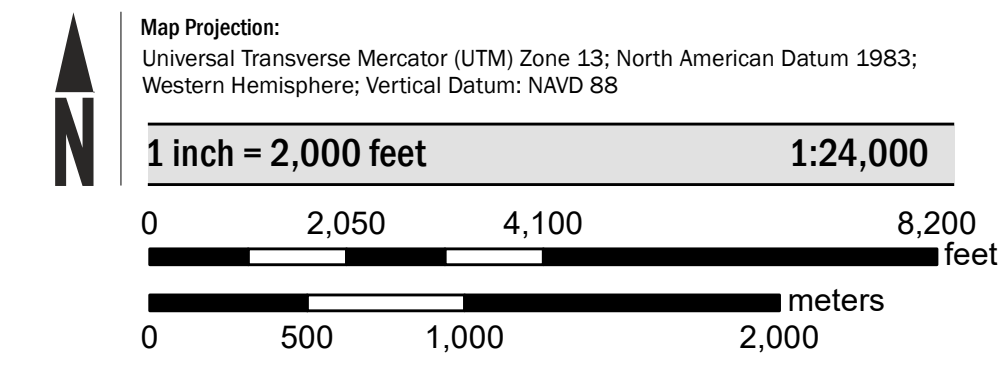 N
Map Projection:
Universal Transverse Mercator (UTM) Zone 13; North American Datum 1983;
Western Hemisphere; Vertical Datum: NAVD 88
1 inch = 2,000 feet 1:24,000
0 2,050 4,100 8,200
feet
meters
0 500 1,000 2,000